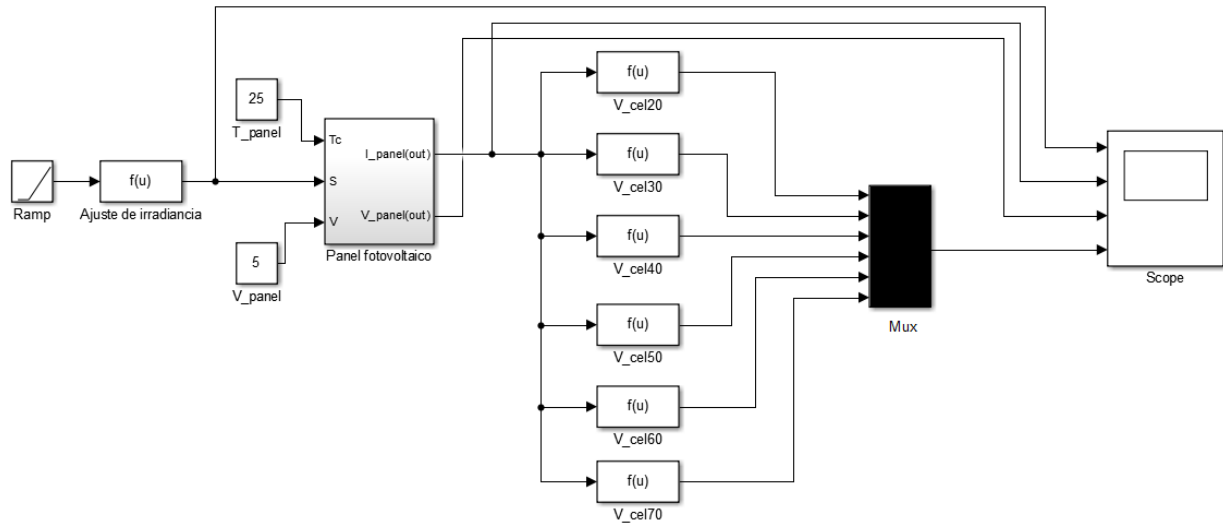 f(u)
V_cel20
25
T_panel
Tc
I_panel(out)
f(u)
V_cel30
Ramp
f(u)
Ajuste de irradiancia
S
V
V_panel(out)
Panel fotovoltaico
5
V_panel
f(u)
V_cel40
f(u)
V_cel50
f(u)
V_cel60
f(u)
V_cel70
Mux
Scope